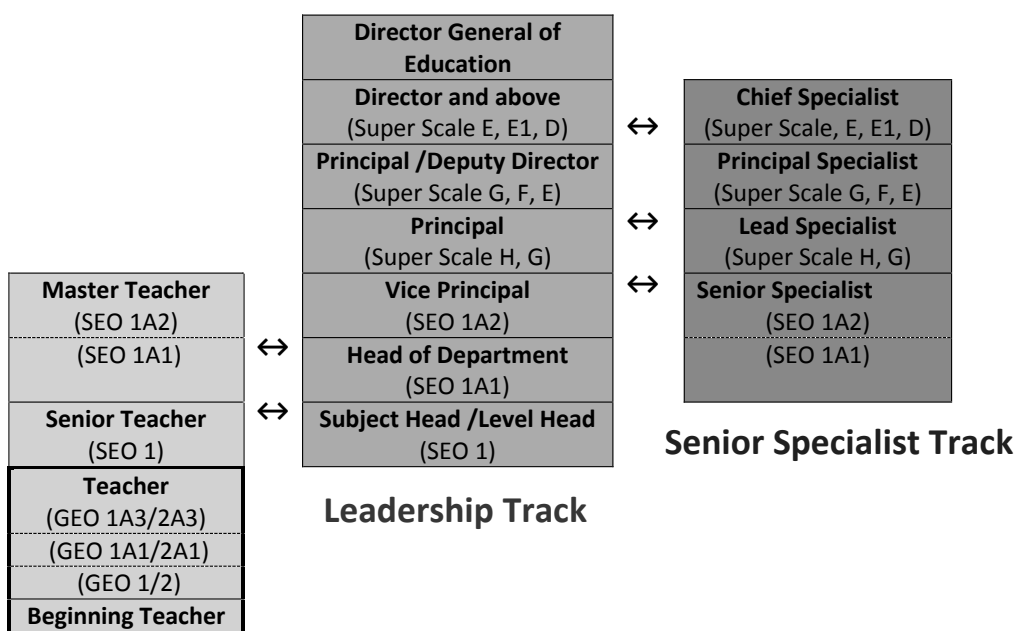 Director General of
Education
Director and above
(Super Scale E, E1, D)
↔
Chief Specialist
(Super Scale, E, E1, D)
Principal /Deputy Director
(Super Scale G, F, E)
Principal Specialist
(Super Scale G, F, E)
Principal
(Super Scale H, G)
↔
Lead Specialist
(Super Scale H, G)
Master Teacher
(SEO 1A2)
(SEO 1A1)
↔
Vice Principal
(SEO 1A2)
↔
Senior Specialist
(SEO 1A2)
(SEO 1A1)
Head of Department
(SEO 1A1)
Senior Teacher
(SEO 1)
↔
Subject Head /Level Head
(SEO 1)
Senior Specialist Track
Teacher
(GEO 1A3/2A3)
(GEO 1A1/2A1)
(GEO 1/2)
Beginning Teacher
Leadership Track